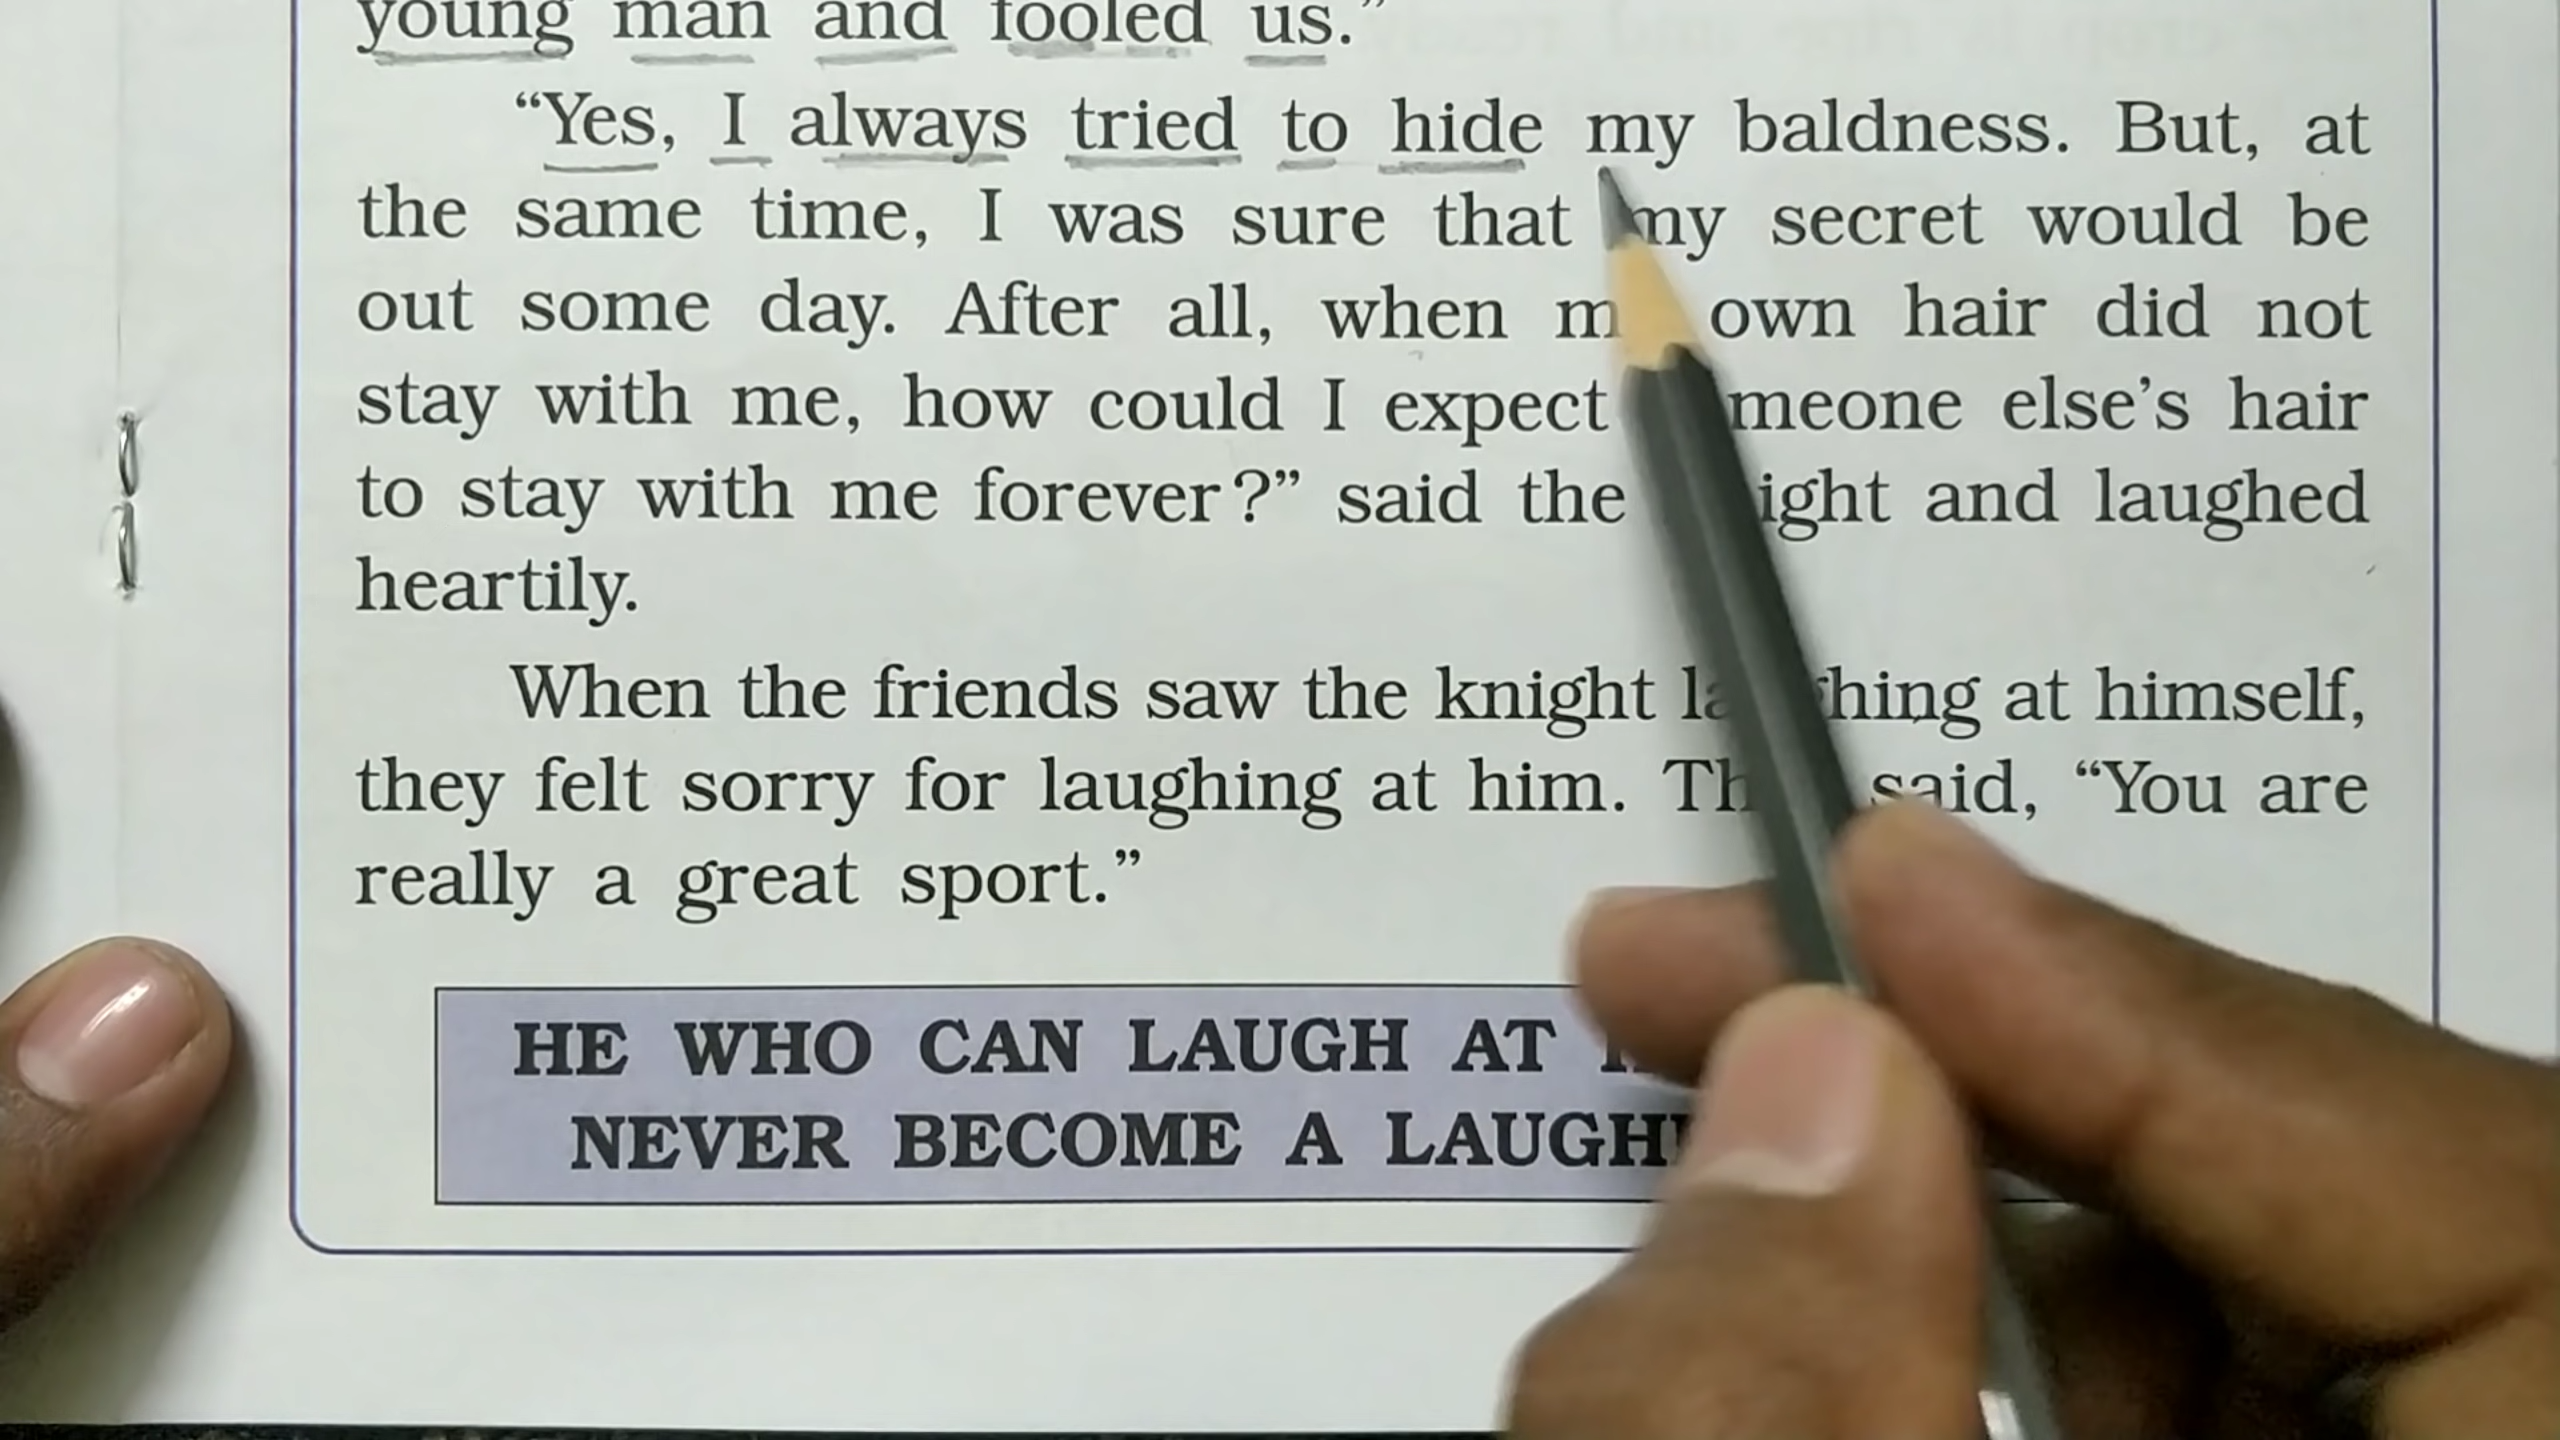 young man and fooled us.”
“Yes, I always tried to hide my baldness. But, at
the same time, I was sure that my secret would be
out some day. After all, when own hair did not
stay with me, how could I expect else’s hair
to stay with me forever?” said the and laughed
heartily.
When the friends saw the knight at himself,
they felt sorry for laughing at him. said, “You are
really a great sport.”
HE WHO CAN LAUGH AT
NEVER BECOME A